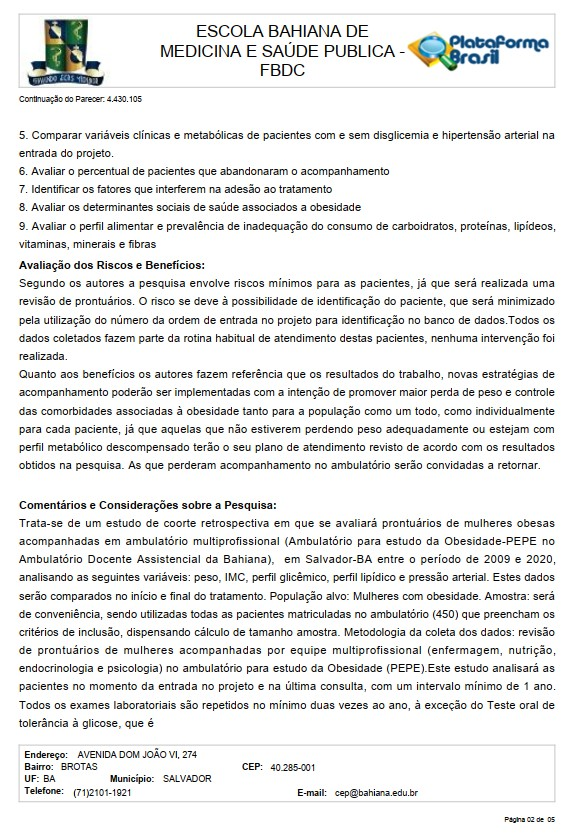 ESCOLA BAHIANA DE
MEDICINA E SAÚDE PUBLICA -
FBDC
Plataforma
Brasil
Continuação do Parecer: 4.430.105
5. Comparar variáveis clínicas e metabólicas de pacientes com e sem disglicemia e hipertensão arterial na
entrada do projeto.
6. Avaliar o percentual de pacientes que abandonaram o acompanhamento
7. Identificar os fatores que interferem na adesão ao tratamento
8. Avaliar os determinantes sociais de saúde associados a obesidade
9. Avaliar o perfil alimentar e prevalência de inadequação do consumo de carboidratos, proteínas, lipídeos,
vitaminas, minerais e fibras
Avaliação dos Riscos e Benefícios:
Segundo os autores a pesquisa envolve riscos mínimos para as pacientes, já que será realizada uma
revisão de prontuários. O risco se deve à possibilidade de identificação do paciente, que será minimizado
pela utilização do número da ordem de entrada no projeto para identificação no banco de dados.Todos os
dados coletados fazem parte da rotina habitual de atendimento destas pacientes, nenhuma intervenção foi
realizada.
Quanto aos benefícios os autores fazem referência que os resultados do trabalho, novas estratégias de
acompanhamento poderão ser implementadas com a intenção de promover maior perda de peso e controle
das comorbidades associadas à obesidade tanto para a população como um todo, como individualmente
para cada paciente, já que aquelas que não estiverem perdendo peso adequadamente ou estejam com
perfil metabólico descompensado terão o seu plano de atendimento revisto de acordo com os resultados
obtidos na pesquisa. As que perderam acompanhamento no ambulatório serão convidadas a retornar.
Comentários e Considerações sobre a Pesquisa:
Trata-se de um estudo de coorte retrospectiva em que se avaliará prontuários de mulheres obesas
acompanhadas em ambulatório multiprofissional (Ambulatório para estudo da Obesidade-PEPE no
Ambulatório Docente Assistencial da Bahiana), em Salvador-BA entre o período de 2009 e 2020,
analisando as seguintes variáveis: peso, IMC, perfil glicêmico, perfil lipídico e pressão arterial. Estes dados
serão comparados no início e final do tratamento. População alvo: Mulheres com obesidade. Amostra: será
de conveniência, sendo utilizadas todas as pacientes matriculadas no ambulatório (450) que preencham os
critérios de inclusão, dispensando cálculo de tamanho amostra. Metodologia da coleta dos dados: revisão
de prontuários de mulheres acompanhadas por equipe multiprofissional (enfermagem, nutrição,
endocrinologia e psicologia) no ambulatório para estudo da Obesidade (PEPE).Este estudo analisará as
pacientes no momento da entrada no projeto e na última consulta, com um intervalo mínimo de 1 ano.
Todos os exames laboratoriais são repetidos no mínimo duas vezes ao ano, à exceção do Teste oral de
tolerância à glicose, que é
Endereço: AVENIDA DOM JOÃO VI, 274
Bairro: BROTAS CEP: 40.285-001
UF: BA Município: SALVADOR
Telefone: (71)2101-1921 E-mail: cep@bahiana.edu.br
Página 02 de 05